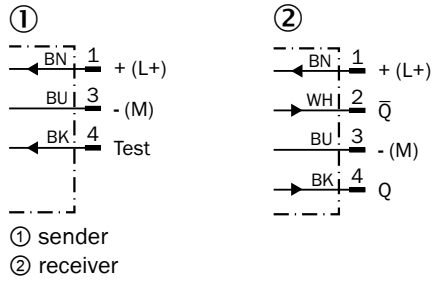 ① ②
BN 1 + (L+)
BU 3 - (M)
BK 4 Test
BN 1 + (L+)
WH 2 Q̅
BU 3 - (M)
BK 4 Q
① sender
② receiver